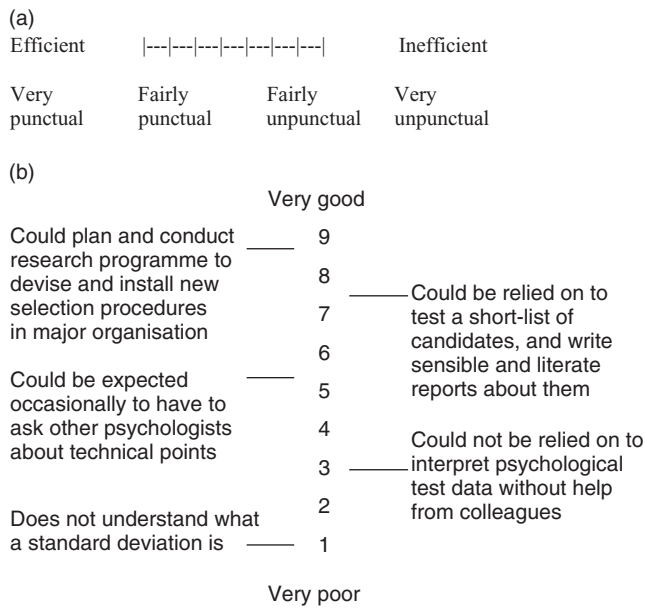 (a)
Efficient |---|---|---|---|---|---|---| Inefficient
Very Fairly Fairly Very
punctual punctual unpunctual unpunctual
(b)
Very good
Could plan and conduct
research programme to
devise and install new
selection procedures
in major organisation
9
8
7
6
5
4
3
2
1
Could be relied on to
test a short-list of
candidates, and write
sensible and literate
reports about them
Could be expected
occasionally to have to
ask other psychologists
about technical points
Could not be relied on to
interpret psychological
test data without help
from colleagues
Does not understand what
a standard deviation is
Very poor